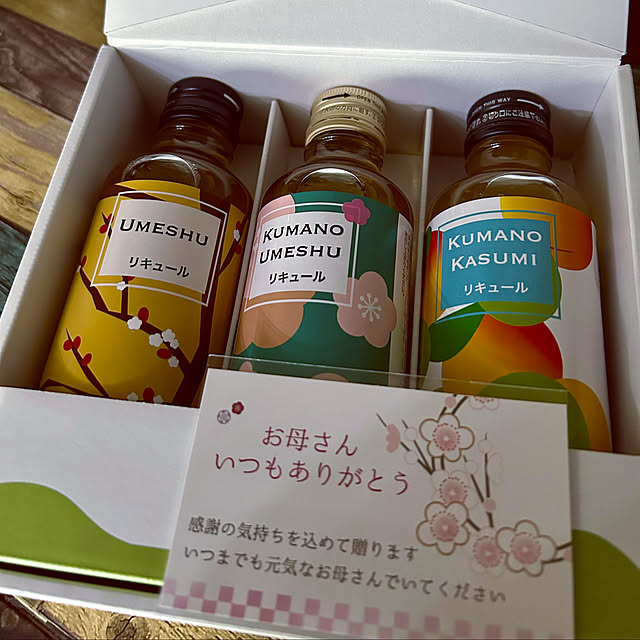 UMESHU
リキュール
KUMANO
UMESHU
リキュール
KUMANO
KASUMI
リキュール
お母さん
いつもありがとう
感謝の気持ちを込めて贈ります
いつまでも元気なお母さんでいてください